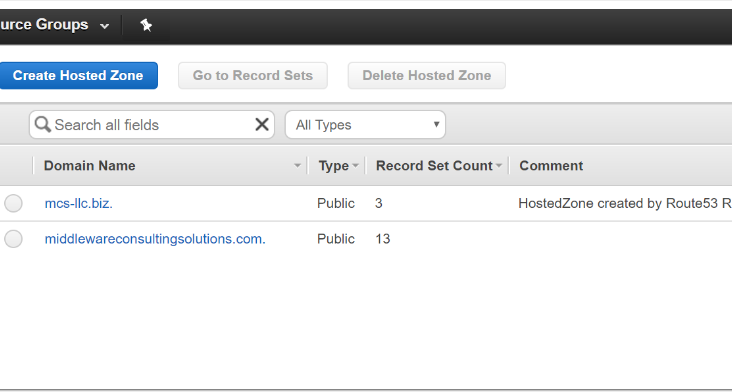 urce Groups
Create Hosted Zone Go to Record Sets Delete Hosted Zone
Search all fields All Types
Domain Name Type Record Set Count Comment
mcs-llc.biz. Public 3 HostedZone created by Route53 R
middlewareconsultingsolutions.com. Public 13